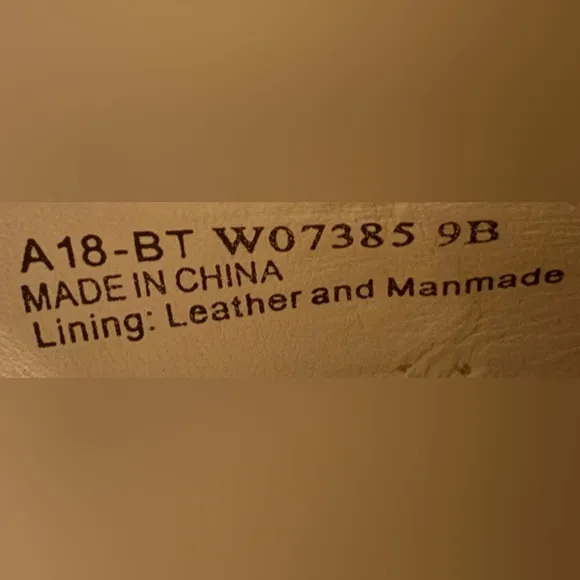 A18-BT W07385 9B
MADE IN CHINA
Lining: Leather and Manmade